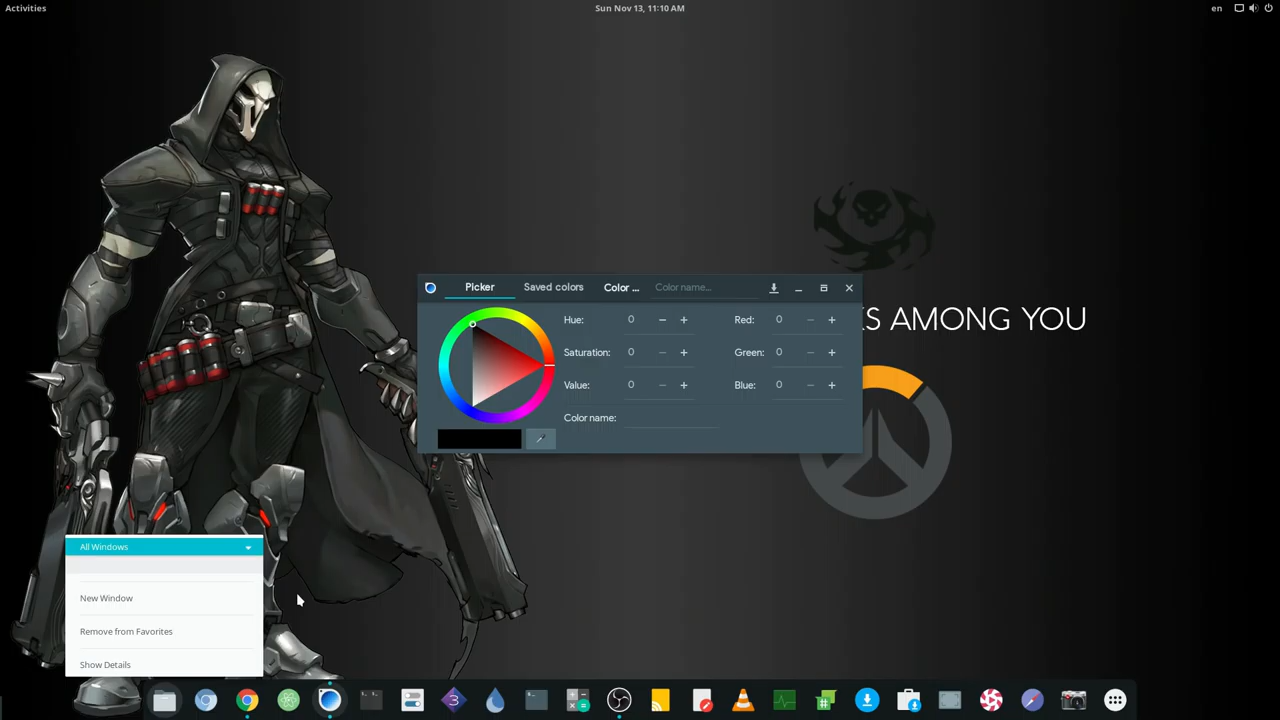 Activities
Sun Nov 13, 11:10 AM
en
Picker
Saved colors
Color ...
Color name...
Hue:
0
Red:
0
Saturation:
0
Green:
0
Value:
0
Blue:
0
Color name:
S AMONG YOU
All Windows
New Window
Remove from Favorites
Show Details
3